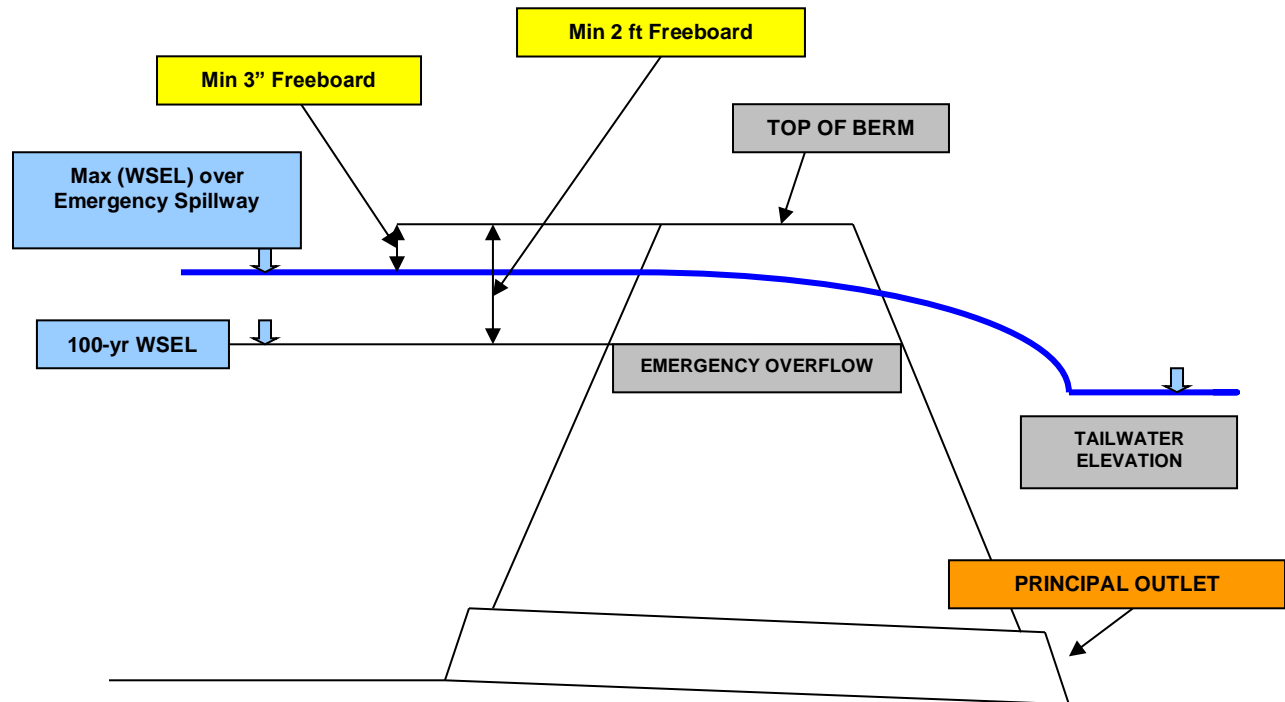 Min 2 ft Freeboard
Min 3” Freeboard
TOP OF BERM
Max (WSEL) over
Emergency Spillway
100-yr WSEL
EMERGENCY OVERFLOW
TAILWATER
ELEVATION
PRINCIPAL OUTLET